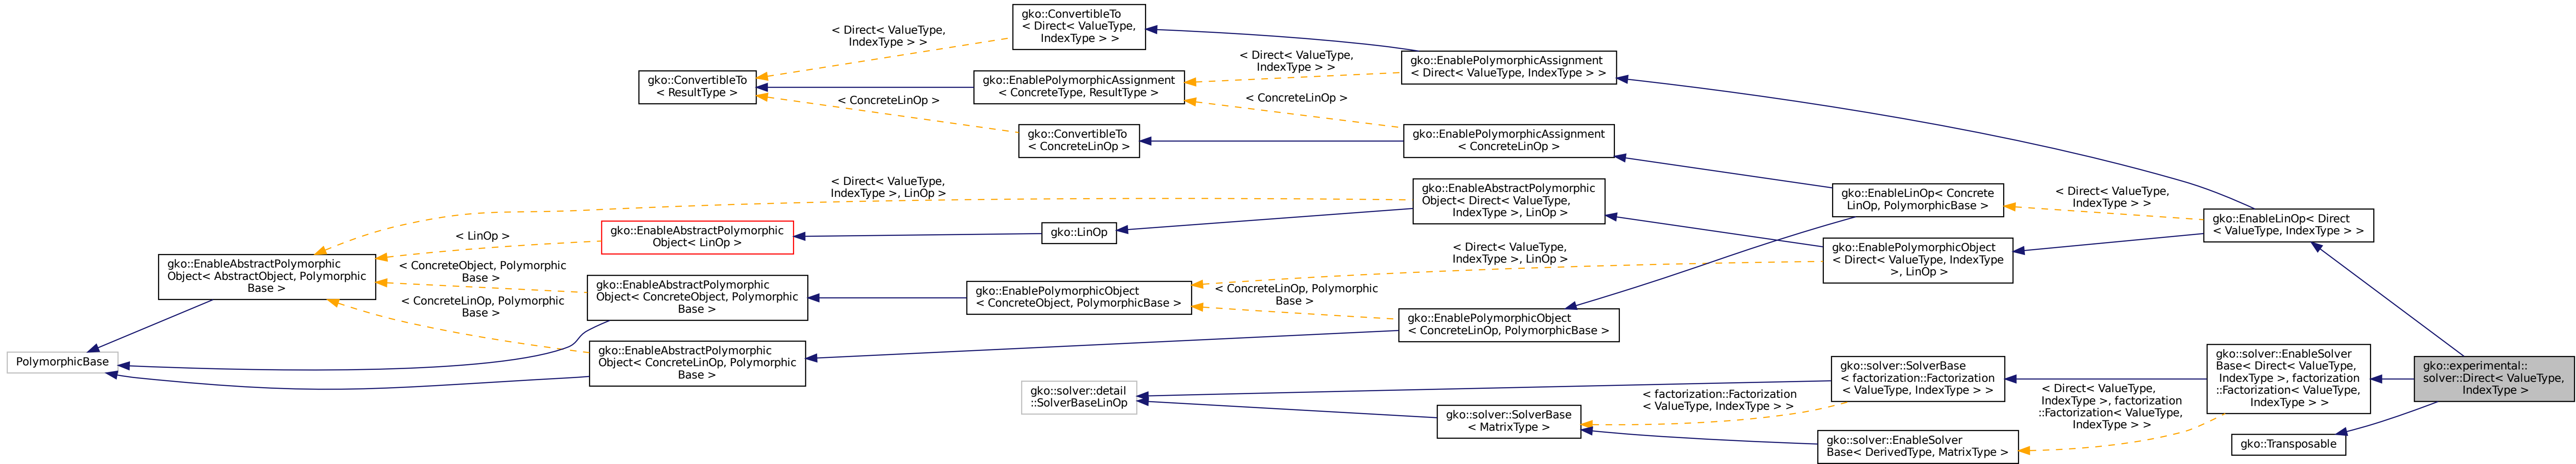 gko::ConvertibleTo
< Direct< ValueType,
IndexType > >
< Direct< ValueType,
IndexType > >
gko::ConvertibleTo
< ResultType >
gko::EnablePolymorphicAssignment
< ConcreteType, ResultType >
< Direct< ValueType,
IndexType > >
gko::EnablePolymorphicAssignment
< Direct< ValueType, IndexType > >
< ConcreteLinOp >
< ConcreteLinOp >
gko::ConvertibleTo
< ConcreteLinOp >
gko::EnablePolymorphicAssignment
< ConcreteLinOp >
< Direct< ValueType,
IndexType >, LinOp >
gko::EnableAbstractPolymorphic
Object< Direct< ValueType,
IndexType >, LinOp >
gko::EnableLinOp< Concrete
LinOp, PolymorphicBase >
< Direct< ValueType,
IndexType > >
gko::EnableLinOp< Direct
< ValueType, IndexType > >
< LinOp >
gko::EnableAbstractPolymorphic
Object< LinOp >
gko::LinOp
gko::EnablePolymorphicObject
< Direct< ValueType, IndexType
>, LinOp >
< Direct< ValueType,
IndexType >, LinOp >
gko::EnableAbstractPolymorphic
Object< AbstractObject, Polymorphic
Base >
< ConcreteObject, Polymorphic
Base >
gko::EnableAbstractPolymorphic
Object< ConcreteObject, Polymorphic
Base >
gko::EnablePolymorphicObject
< ConcreteObject, PolymorphicBase >
< ConcreteLinOp, Polymorphic
Base >
gko::EnablePolymorphicObject
< ConcreteLinOp, PolymorphicBase >
< ConcreteLinOp, Polymorphic
Base >
PolymorphicBase
gko::EnableAbstractPolymorphic
Object< ConcreteLinOp, Polymorphic
Base >
gko::solver::detail
::SolverBaseLinOp
gko::solver::SolverBase
< factorization::Factorization
< ValueType, IndexType > >
gko::solver::EnableSolver
Base< Direct< ValueType,
IndexType >, factorization
::Factorization< ValueType,
IndexType > >
gko::experimental::
solver::Direct< ValueType,
IndexType >
< factorization::Factorization
< ValueType, IndexType > >
gko::solver::SolverBase
< MatrixType >
< Direct< ValueType,
IndexType >, factorization
::Factorization< ValueType,
IndexType > >
gko::solver::EnableSolver
Base< DerivedType, MatrixType >
gko::Transposable